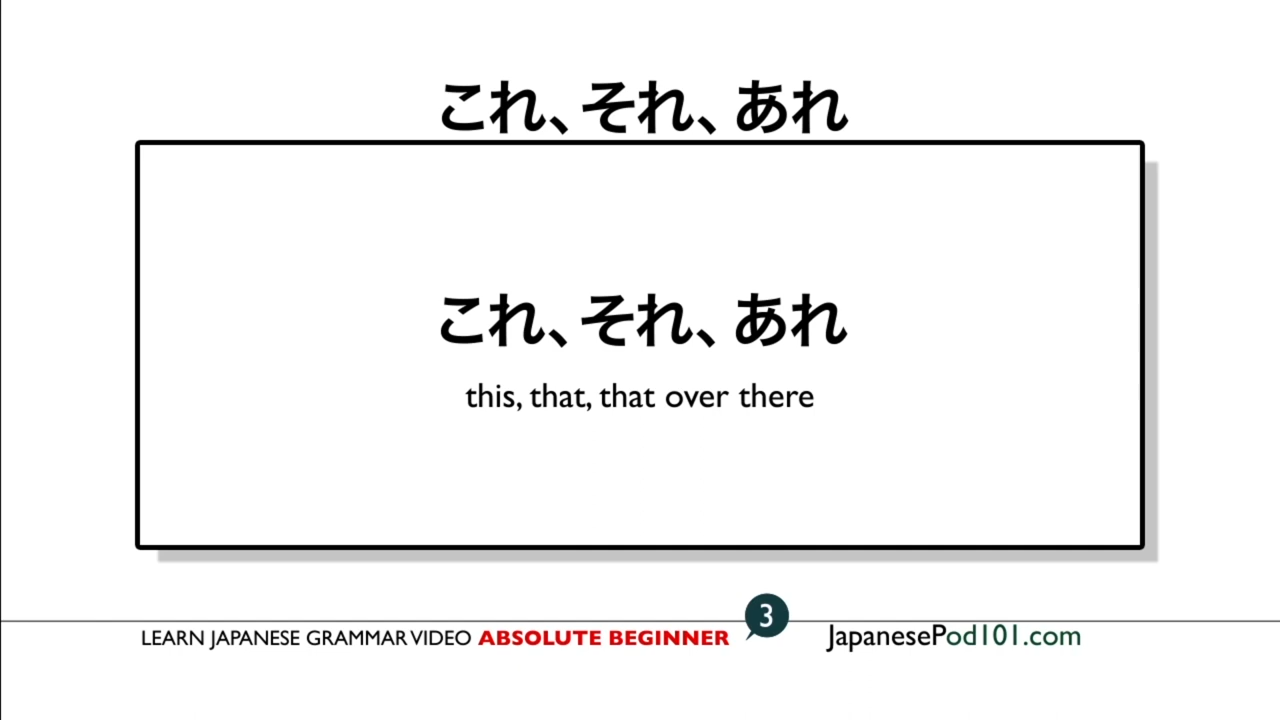 これ、それ、あれ
これ、それ、あれ
this, that, that over there
3
LEARN JAPANESE GRAMMAR VIDEO ABSOLUTE BEGINNER JapanesePod101.com